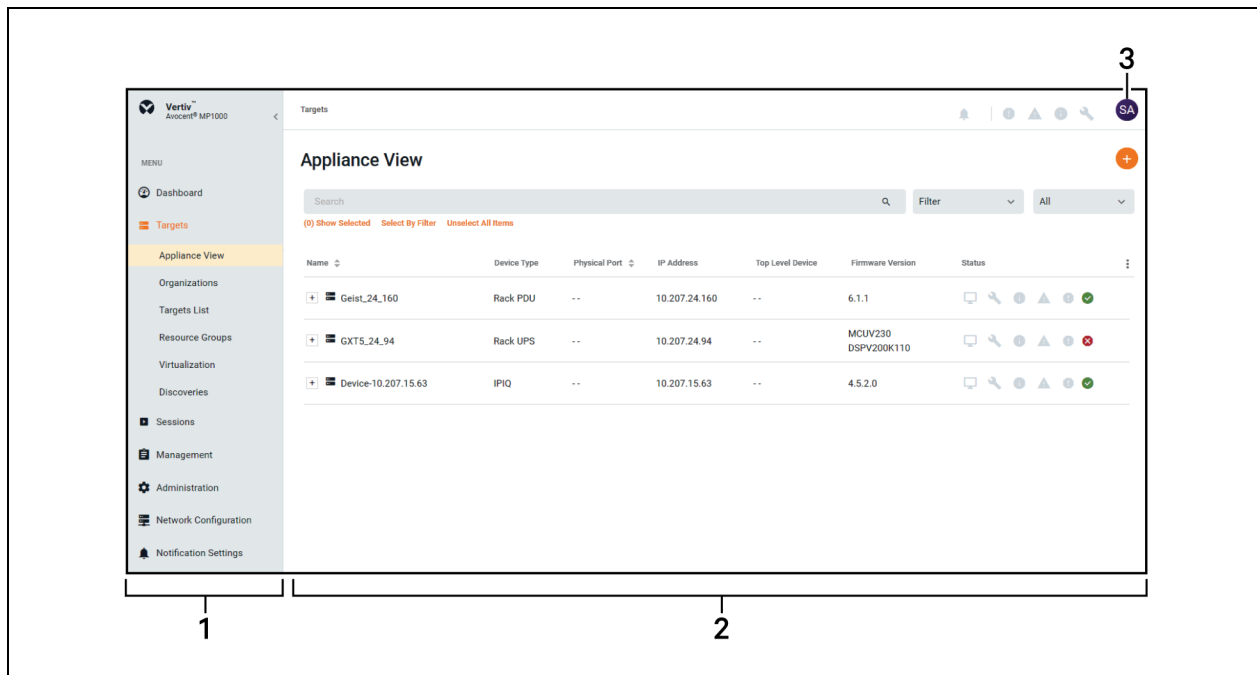 3
Vertiv™
Avocent® MP1000
Targets
SA
MENU
Appliance View
+
Dashboard
Search
Filter
All
Targets
(0) Show Selected Select By Filter Unselect All Items
Appliance View
Name Device Type Physical Port IP Address Top Level Device Firmware Version Status
Organizations
Targets List
+ Geist_24_160 Rack PDU -- 10.207.24.160 -- 6.1.1
Resource Groups
+ GXT5_24_94 Rack UPS -- 10.207.24.94 -- MCUV230
DSPV200K110
Virtualization
+ Device-10.207.15.63 IPIQ -- 10.207.15.63 -- 4.5.2.0
Discoveries
Sessions
Management
Administration
Network Configuration
Notification Settings
1
2